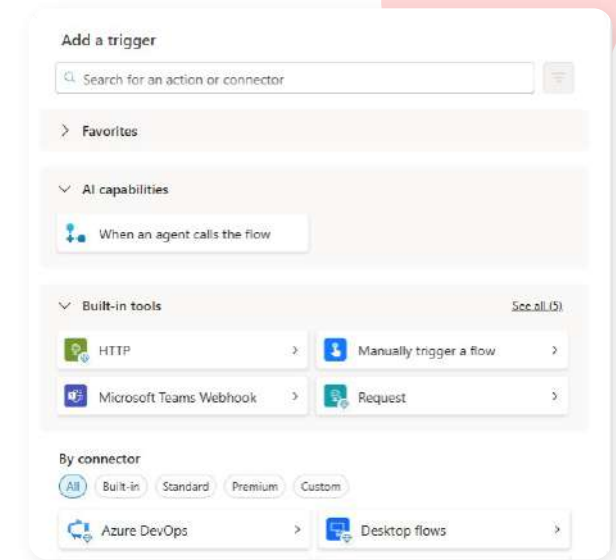 Add a trigger
Search for an action or connector
Favorites
AI capabilities
When an agent calls the flow
Built-in tools See all (5)
HTTP Manually trigger a flow
Microsoft Teams Webhook Request
By connector
All Built-in Standard Premium Custom
Azure DevOps Desktop flows